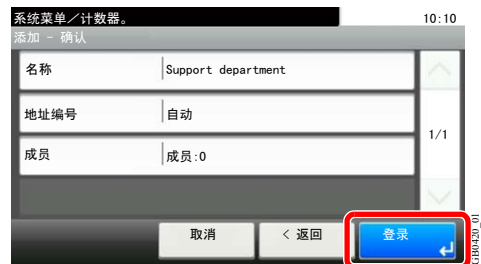 系统菜单／计数器。 10:10
添加 - 确认
名称 Support department
地址编号 自动
成员 成员:0
1/1
取消 < 返回 登录
GB0420_01